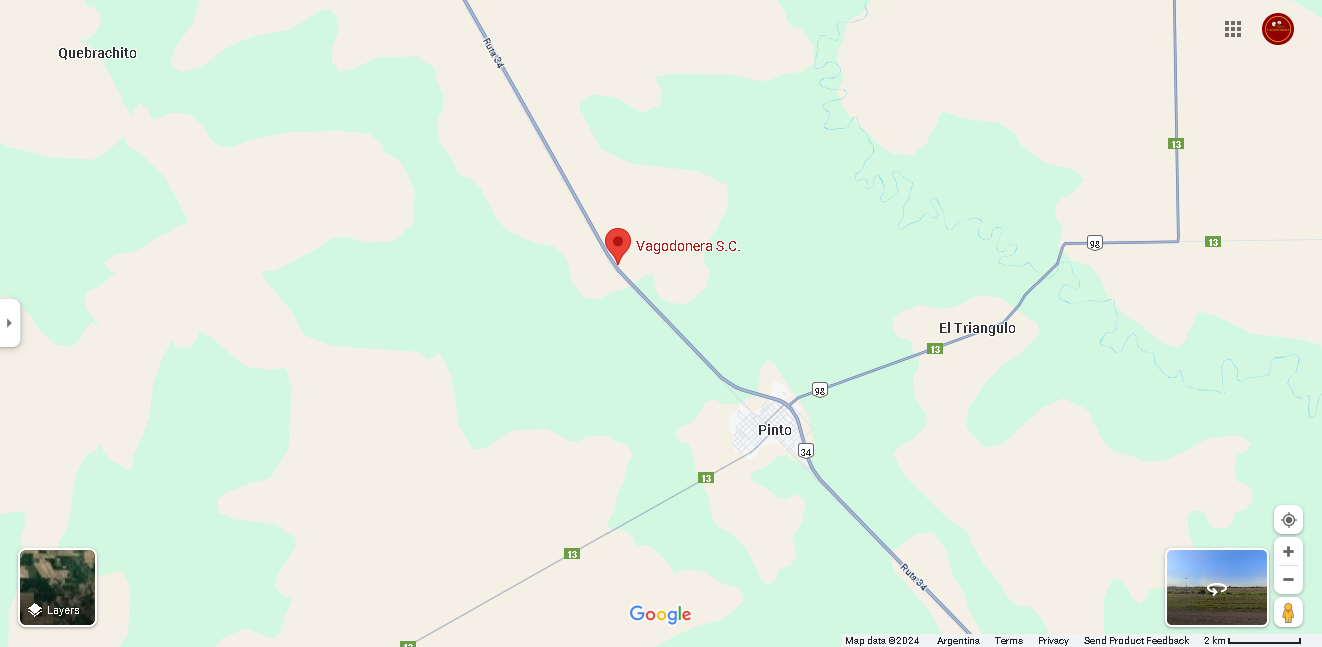 Quebrachito
Ruta 34
13
Vagodonera S.C.
98
13
El Triangulo
13
98
Pinto
34
13
13
Ruta 34
Layers
Google
13
Map data ©2024 Argentina Terms Privacy Send Product Feedback 2 km